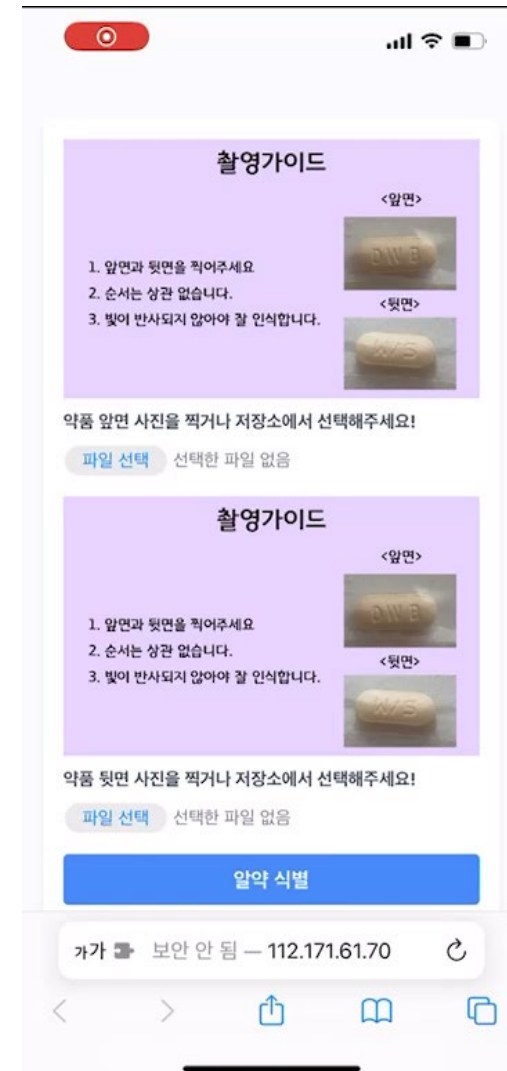 촬영가이드
<앞면>
DWB
1. 앞면과 뒷면을 찍어주세요
2. 순서는 상관 없습니다.
<뒷면>
3. 빛이 반사되지 않아야 잘 인식합니다.
W/S
약품 앞면 사진을 찍거나 저장소에서 선택해주세요!
파일 선택 선택한 파일 없음
촬영가이드
<앞면>
DWB
1. 앞면과 뒷면을 찍어주세요
2. 순서는 상관 없습니다.
<뒷면>
3. 빛이 반사되지 않아야 잘 인식합니다.
W/S
약품 뒷면 사진을 찍거나 저장소에서 선택해주세요!
파일 선택 선택한 파일 없음
알약 식별
가가 보안 안 됨 — 112.171.61.70